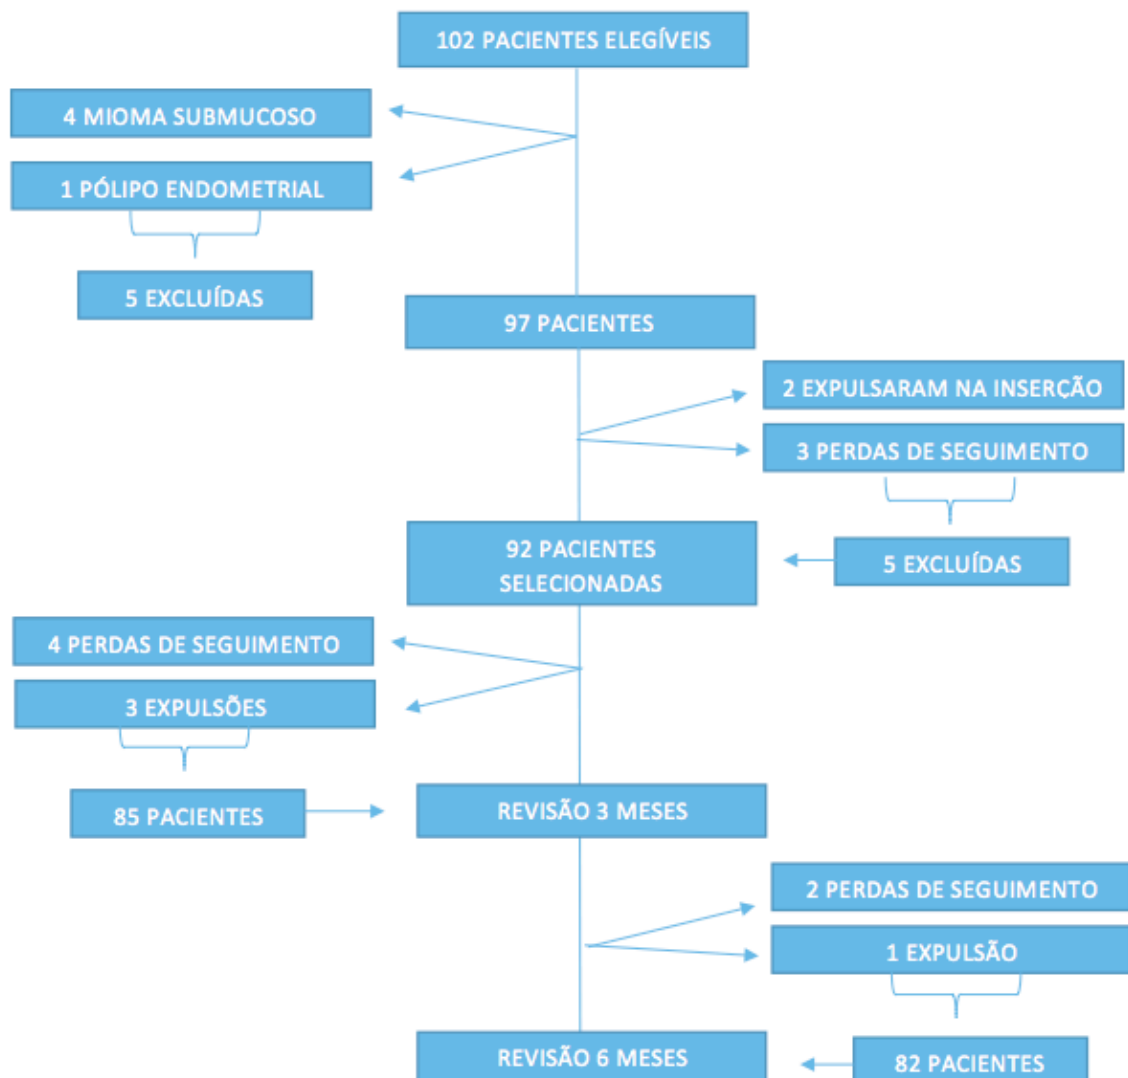 102 PACIENTES ELEGÍVEIS
4 MIOMA SUBMUCOSO
1 PÓLIPO ENDOMETRIAL
5 EXCLUÍDAS
97 PACIENTES
2 EXPULSARAM NA INSERÇÃO
3 PERDAS DE SEGUIMENTO
5 EXCLUÍDAS
92 PACIENTES
SELECIONADAS
4 PERDAS DE SEGUIMENTO
3 EXPULSÕES
85 PACIENTES
REVISÃO 3 MESES
2 PERDAS DE SEGUIMENTO
1 EXPULSÃO
82 PACIENTES
REVISÃO 6 MESES